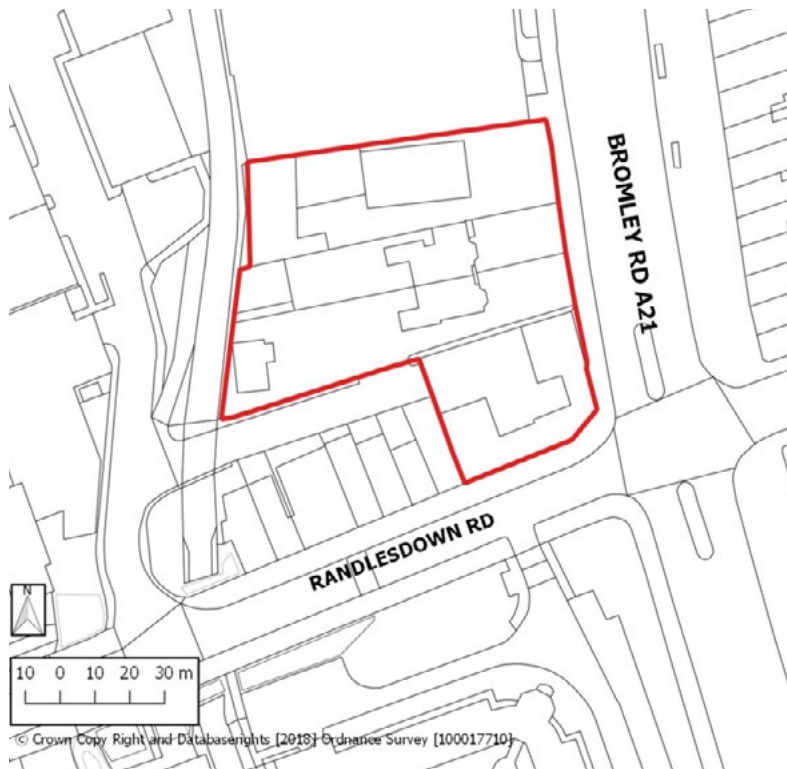 BROMLEY RD A21
RANDLESDOWN RD
N
10 0 10 20 30 m
© Crown Copy Right and Databaserights [2018] Ordnance Survey [100017710]